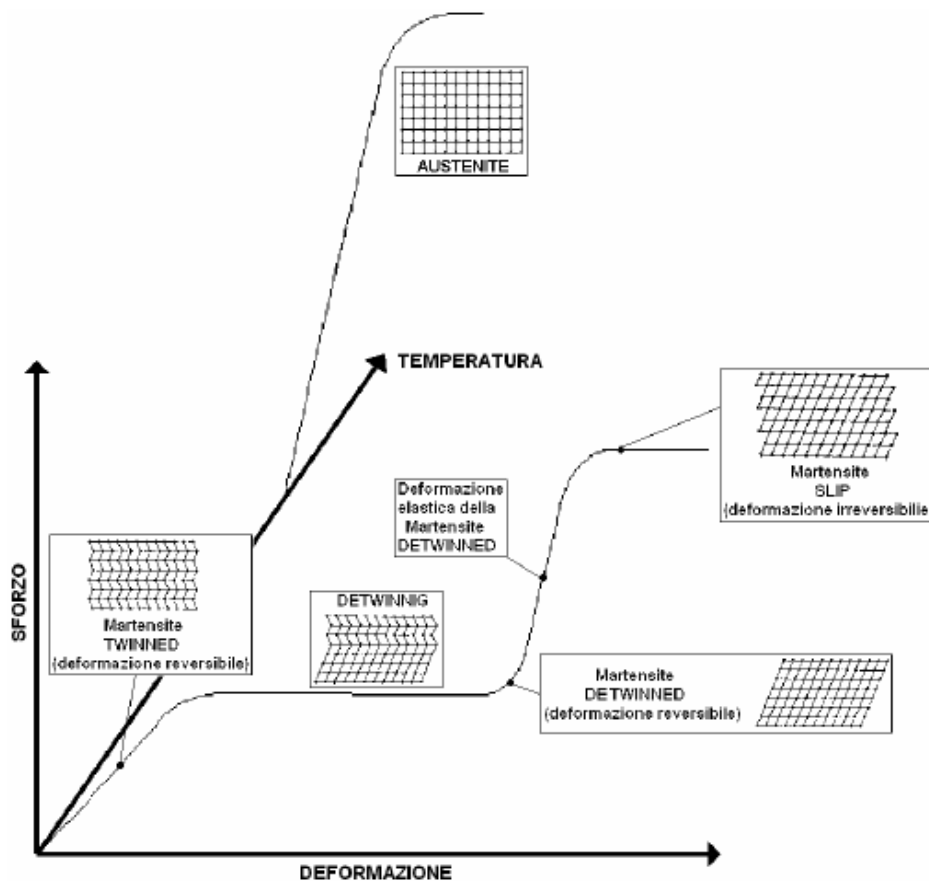 AUSTENITE
TEMPERATURA
Martensite
SLIP
(deformazione irreversibile)
Deformazione
elastica della
Martensite
DETWINNED
Martensite
TWINNED
(deformazione reversibile)
DETWINNIG
Martensite
DETWINNED
(deformazione reversibile)
SFORZO
DEFORMAZIONE